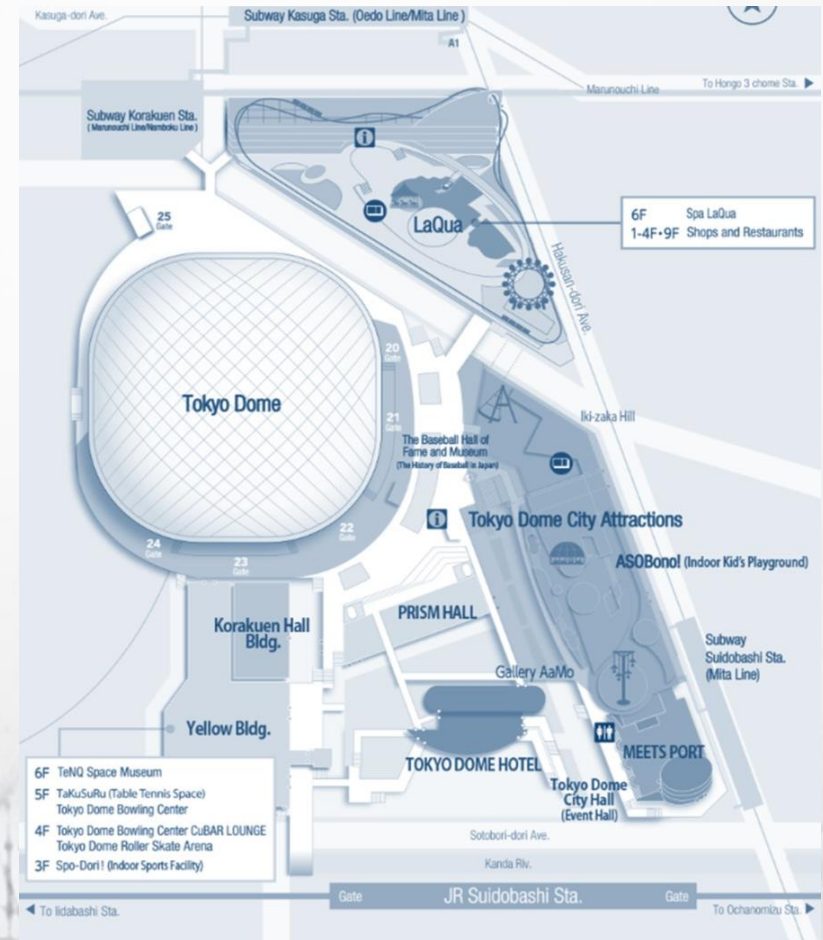 Kasuga-dori Ave.
Subway Kasuga Sta. (Oedo Line/Mita Line )
A1
Marunouchi Line
To Hongo 3 chome Sta. ▶
Subway Korakuen Sta.
( Marunouchi Line/Namboku Line )
LaQua
6F Spa LaQua
1-4F•9F Shops and Restaurants
25
Gate
Hakusan-dori Ave.
20
Gate
Tokyo Dome
21
Gate
Iki-zaka Hill
The Baseball Hall of
Fame and Museum
(The History of Baseball in Japan)
Tokyo Dome City Attractions
22
Gate
24
Gate
23
Gate
ASOBono! (Indoor Kid's Playground)
PRISM HALL
Korakuen Hall
Bldg.
Subway
Suidobashi Sta.
(Mita Line)
Gallery AaMo
Yellow Bldg.
TOKYO DOME HOTEL
MEETS PORT
6F TeNQ Space Museum
5F TaKuSuRu (Table Tennis Space)
Tokyo Dome Bowling Center
4F Tokyo Dome Bowling Center CuBAR LOUNGE
Tokyo Dome Roller Skate Arena
3F Spo-Dori! (Indoor Sports Facility)
Tokyo Dome
City Hall
(Event Hall)
Sotobori-dori Ave.
Kanda Riv.
Gate
JR Suidobashi Sta.
Gate
◀ To Iidabashi Sta.
To Ochanomizu Sta. ▶